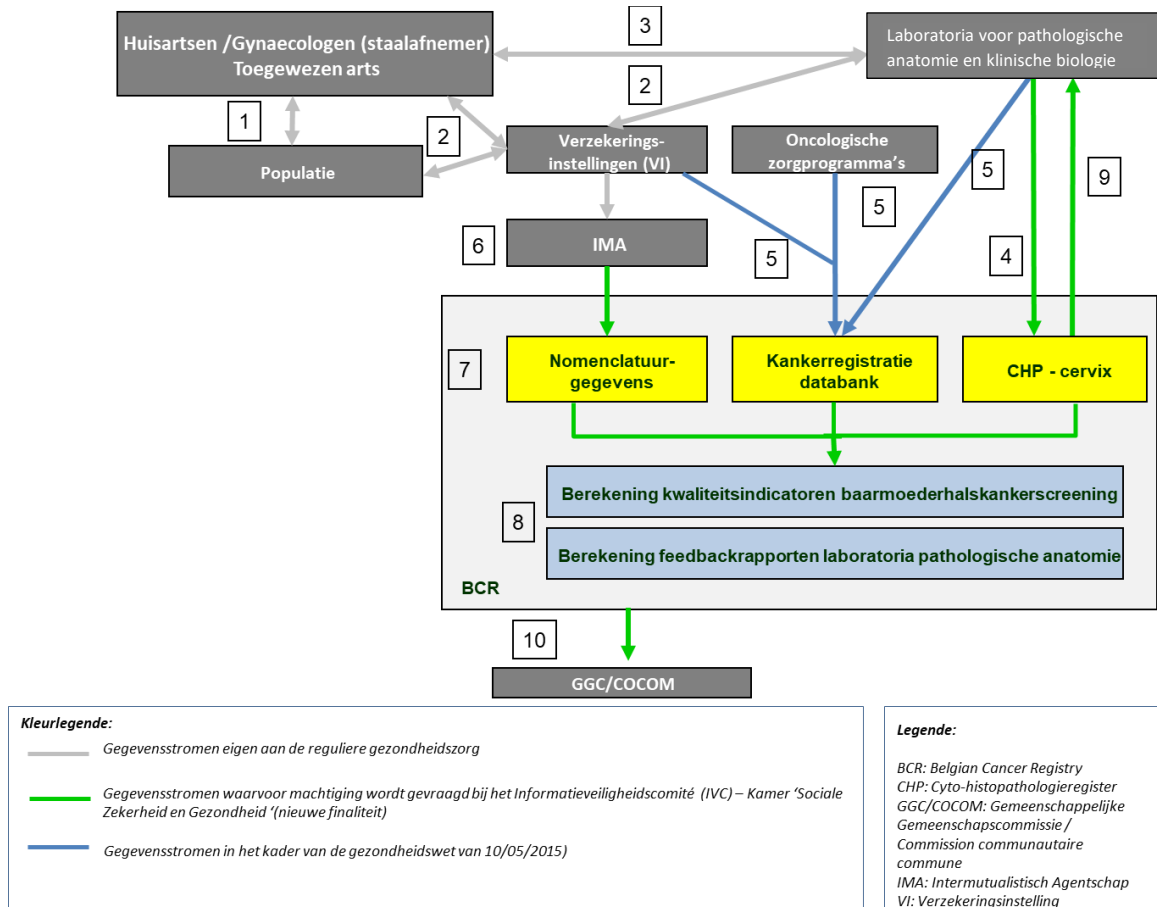 3
Huisartsen /Gynaecologen (staalafnemer)
Toegewezen arts
Laboratoria voor pathologische
anatomie en klinische biologie
2
1
2
Populatie
Verzekerings-
instellingen (VI)
Oncologische
zorgprogramma's
5
9
5
6
IMA
5
4
7
Nomenclatuur-
gegevens
Kankerregistratie
databank
CHP - cervix
Berekening kwaliteitsindicatoren baarmoederhalskankerscreening
8
Berekening feedbackrapporten laboratoria pathologische anatomie
BCR
10
GGC/COCOM
Kleurlegende:
Gegevensstromen eigen aan de reguliere gezondheidszorg
Gegevensstromen waarvoor machtiging wordt gevraagd bij het Informatieveiligheidscomité (IVC) – Kamer 'Sociale
Zekerheid en Gezondheid '(nieuwe finaliteit)
Gegevensstromen in het kader van de gezondheidswet van 10/05/2015)
Legende:
BCR: Belgian Cancer Registry
CHP: Cyto-histopathologieregister
GGC/COCOM: Gemeenschappelijke
Gemeenschapscommissie /
Commission communautaire
commune
IMA: Intermutualistisch Agentschap
VI: Verzekeringsinstelling